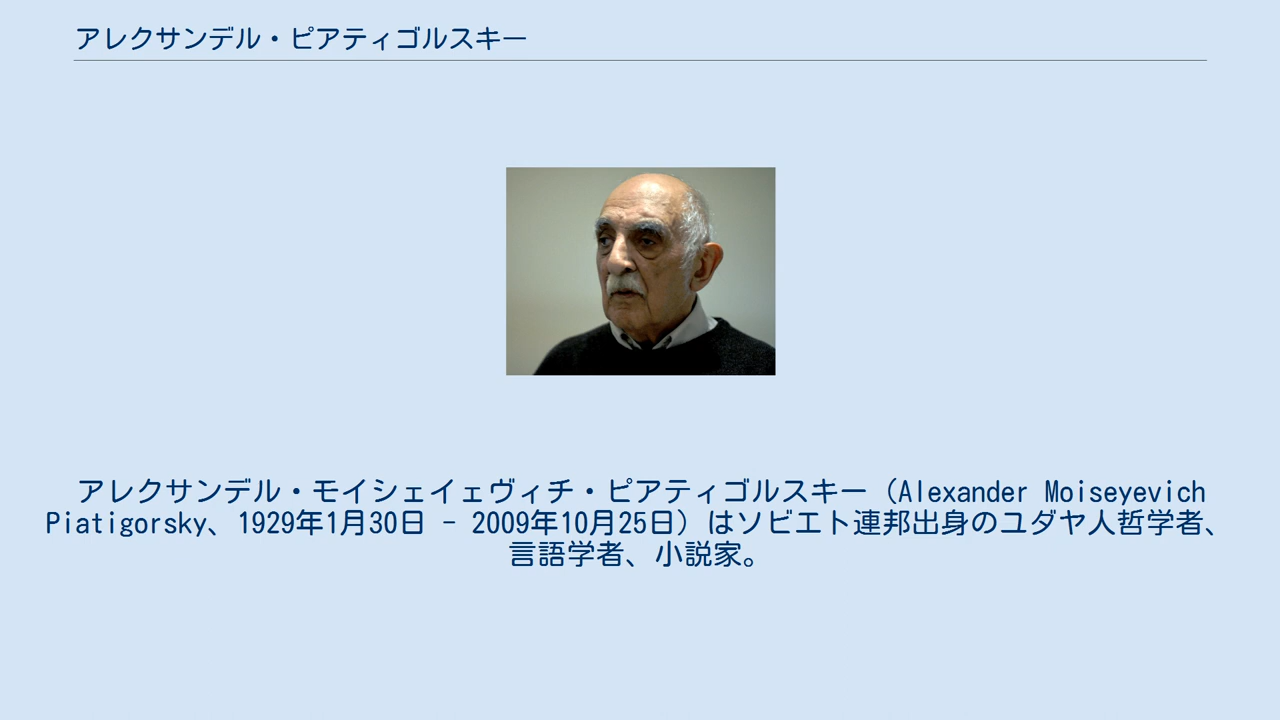 アレクサンデル・ピアティゴルスキー
アレクサンデル・モイシェイェヴィチ・ピアティゴルスキー（Alexander Moiseyevich
Piatigorsky、1929年1月30日 - 2009年10月25日）はソビエト連邦出身のユダヤ人哲学者、
言語学者、小説家。